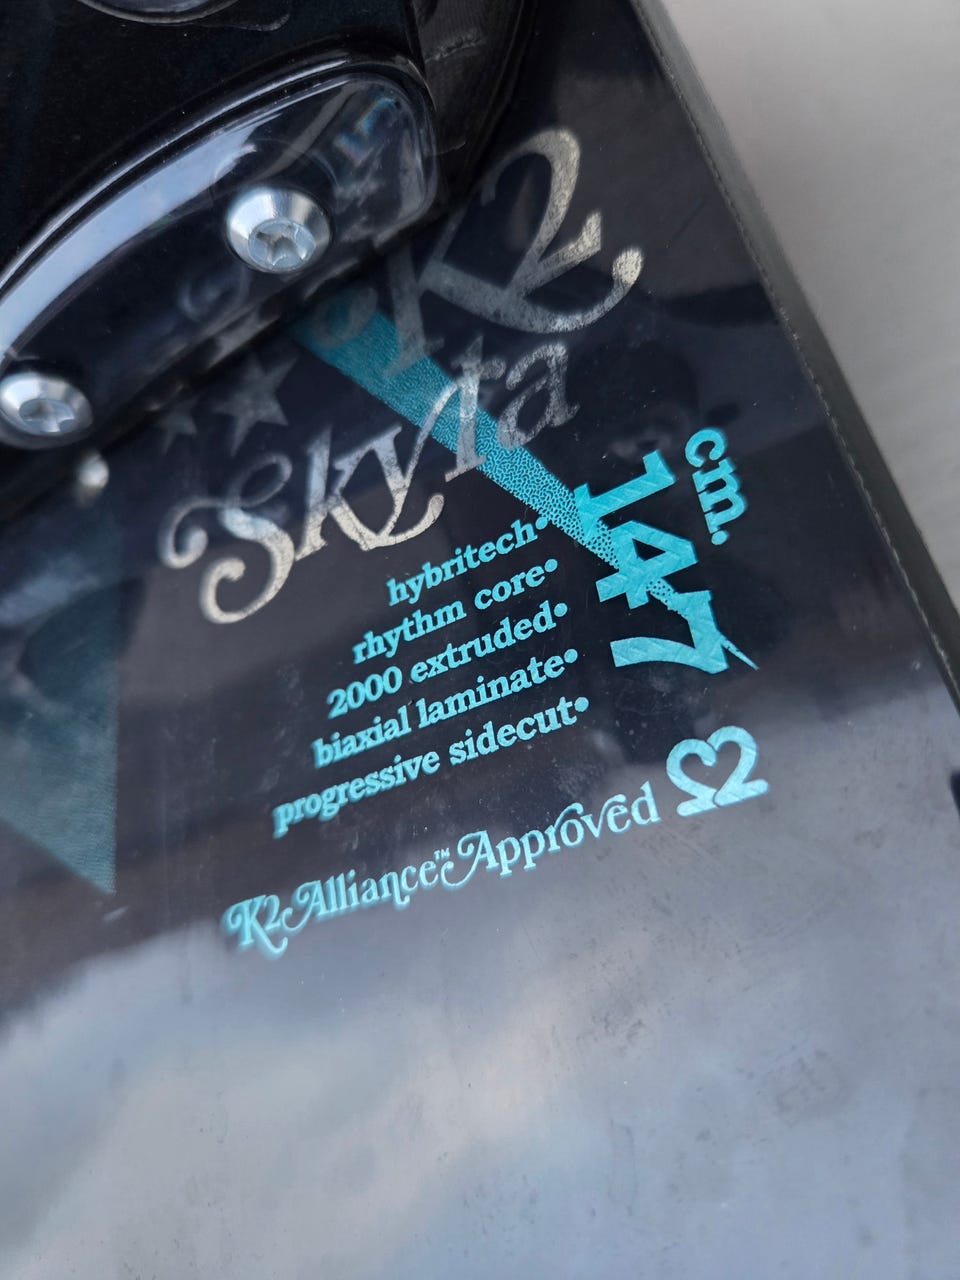 K2
Skyla
cm.
147
hybritech•
rhythm core•
2000 extruded•
biaxial laminate•
progressive sidecut•
K2 Alliance™ Approved